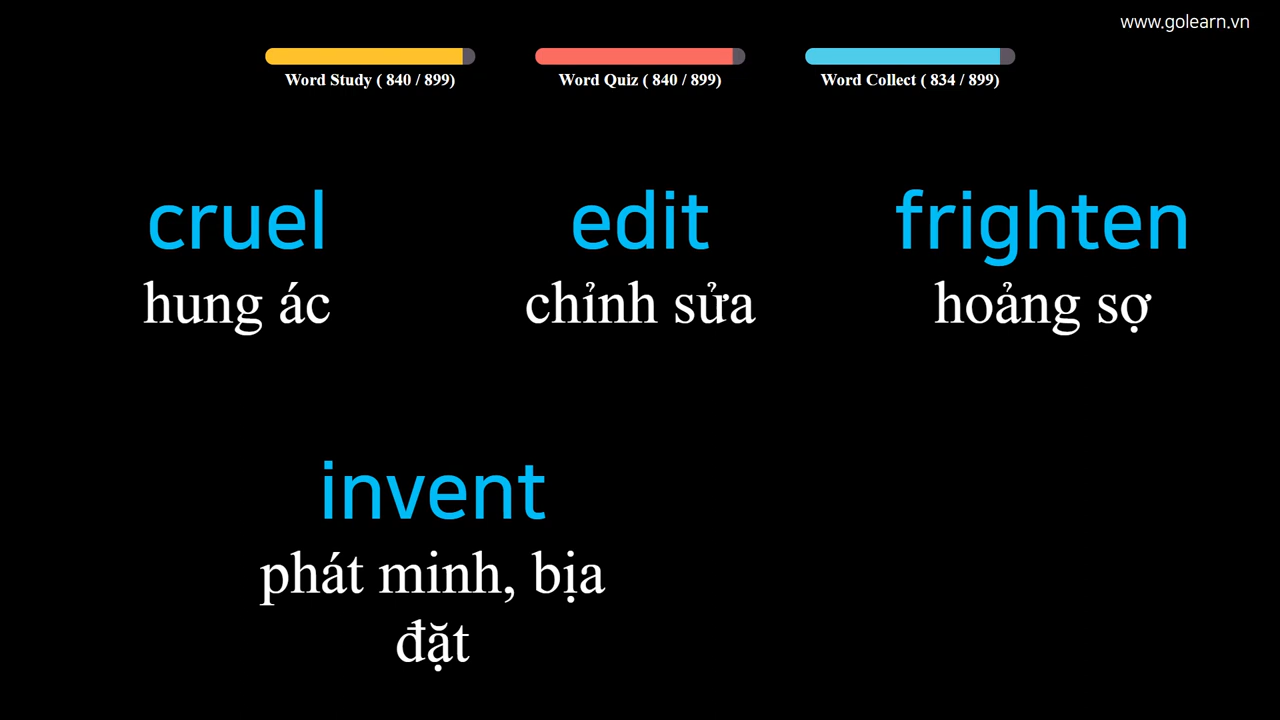 www.golearn.vn
Word Study ( 840 / 899)
Word Quiz ( 840 / 899)
Word Collect ( 834 / 899)
cruel
hung ác
edit
chỉnh sửa
frighten
hoảng sợ
invent
phát minh, bịa
đặt